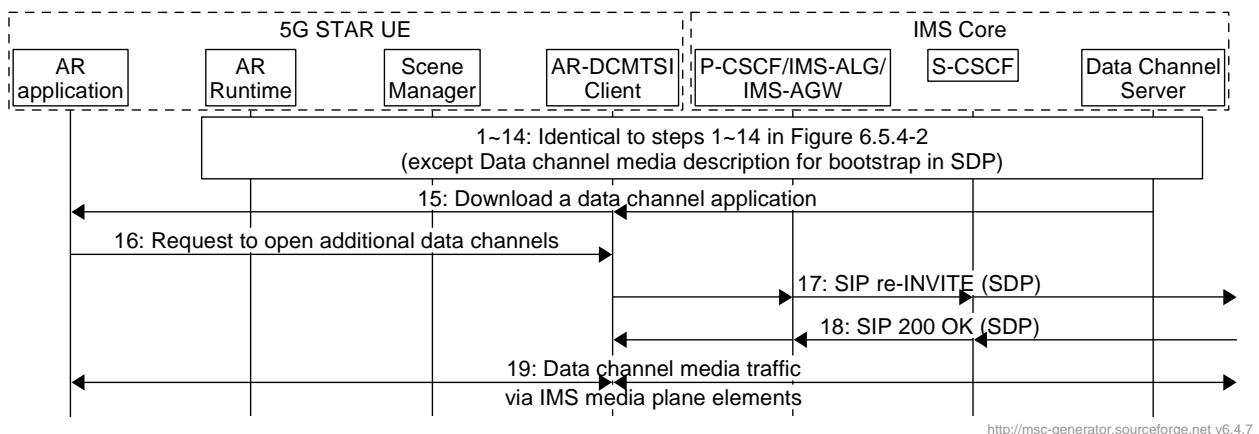 5G STAR UE
IMS Core
AR
application
AR
Runtime
Scene
Manager
AR-DCMTSI
Client
P-CSCF/IMS-ALG/
IMS-AGW
S-CSCF
Data Channel
Server
1~14: Identical to steps 1~14 in Figure 6.5.4-2
(except Data channel media description for bootstrap in SDP)
15: Download a data channel application
16: Request to open additional data channels
17: SIP re-INVITE (SDP)
18: SIP 200 OK (SDP)
19: Data channel media traffic
via IMS media plane elements
http://msc-generator.sourceforge.net v6.4.7